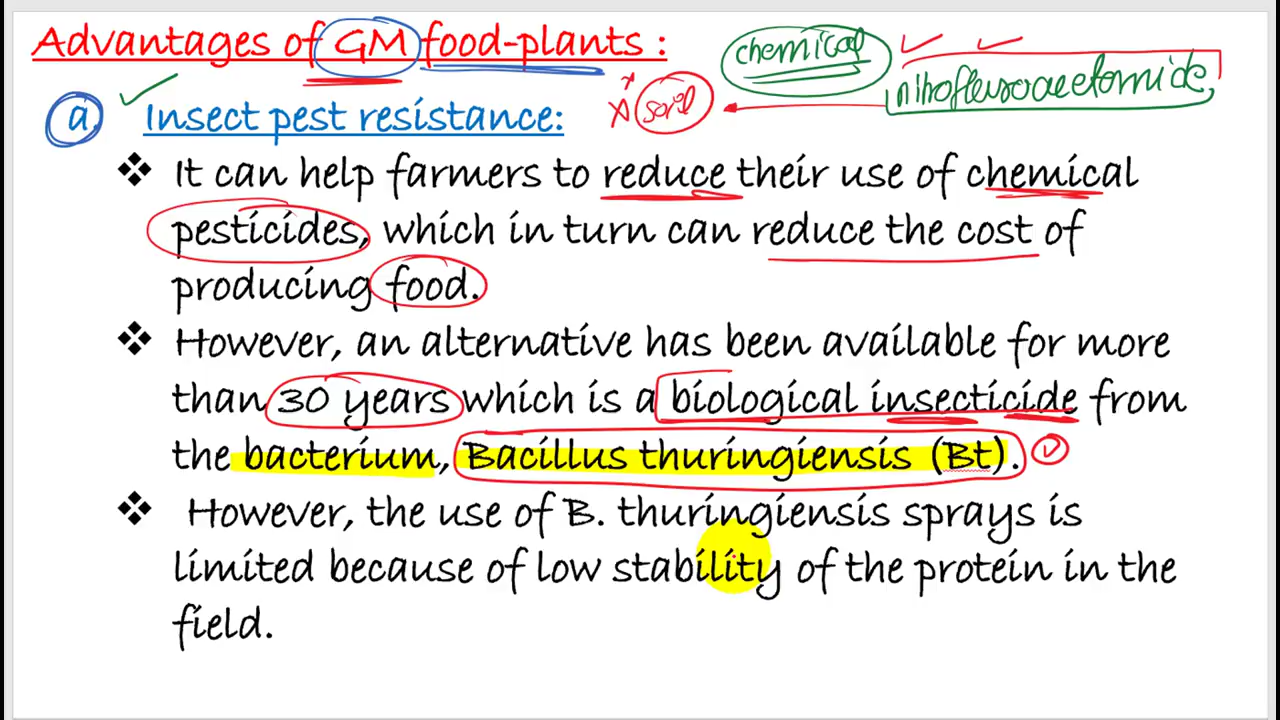 Advantages of GM food-plants :
chemical
nitrofluroacetomide
a. Insect pest resistance:
soil
❖ It can help farmers to reduce their use of chemical
pesticides, which in turn can reduce the cost of
producing food.
❖ However, an alternative has been available for more
than 30 years which is a biological insecticide from
the bacterium, Bacillus thuringiensis (Bt).
❖ However, the use of B. thuringiensis sprays is
limited because of low stability of the protein in the
field.